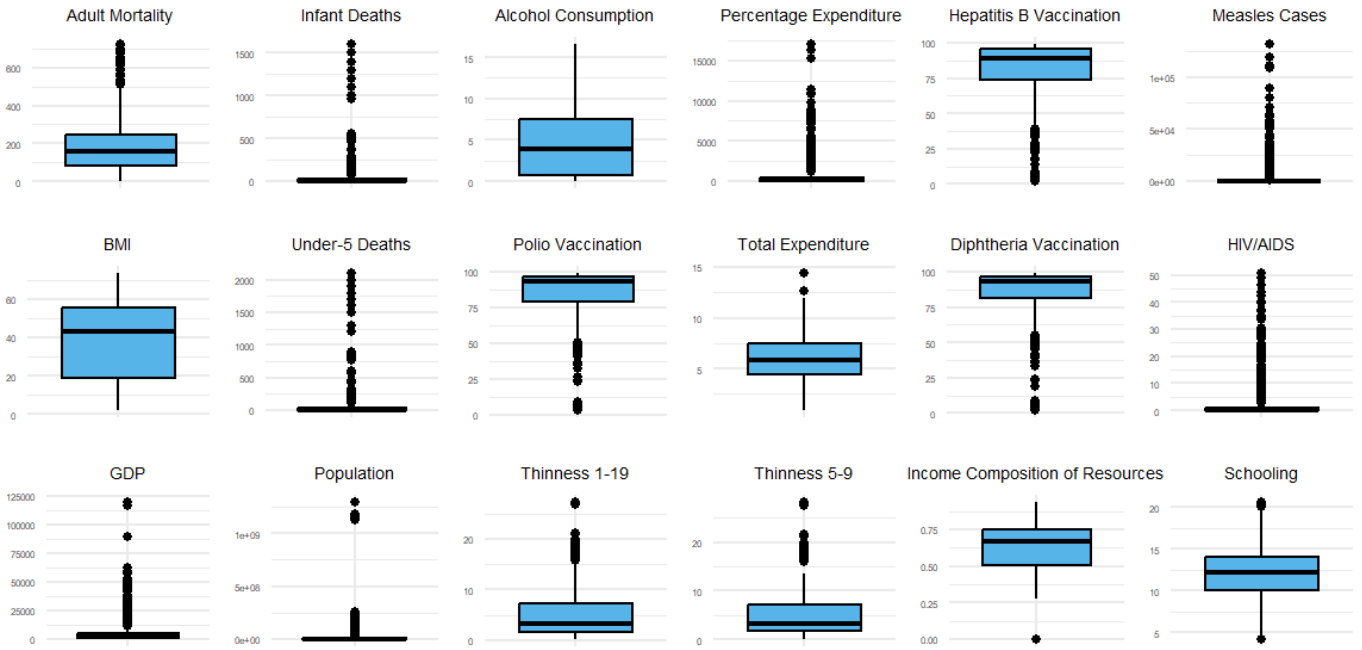 Adult Mortality
600
400
200
0
Infant Deaths
1500
1000
500
0
Alcohol Consumption
15
10
5
0
Percentage Expenditure
15000
10000
5000
0
Hepatitis B Vaccination
100
75
50
25
0
Measles Cases
1e+05
5e+04
0e+00
BMI
60
40
20
0
Under-5 Deaths
2000
1500
1000
500
0
Polio Vaccination
100
75
50
25
0
Total Expenditure
15
10
5
Diphtheria Vaccination
100
75
50
25
0
HIV/AIDS
50
40
30
20
10
0
GDP
125000
100000
75000
50000
25000
0
Population
1e+09
5e+08
0e+00
Thinness 1-19
20
10
0
Thinness 5-9
20
10
0
Income Composition of Resources
0.75
0.50
0.25
0.00
Schooling
20
15
10
5